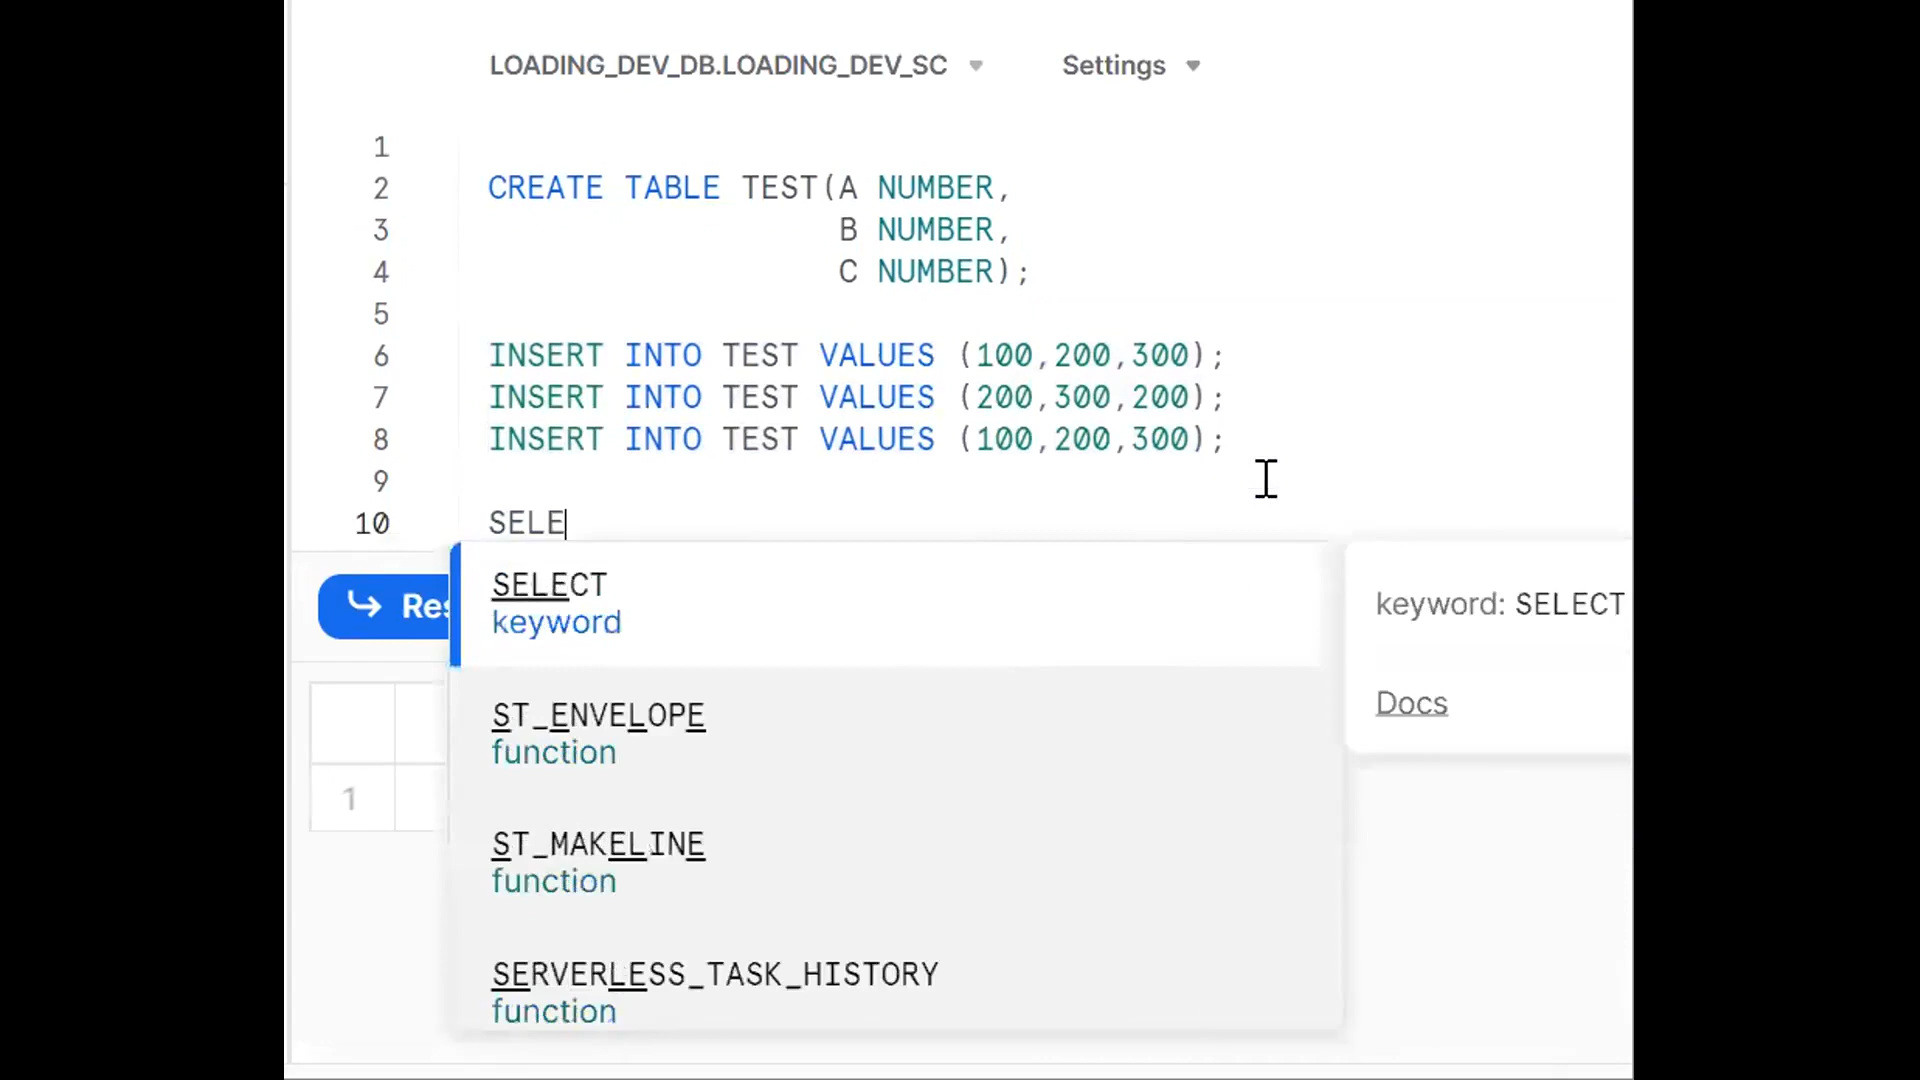 LOADING_DEV_DB.LOADING_DEV_SC Settings
1
2 CREATE TABLE TEST(A NUMBER,
3 B NUMBER,
4 C NUMBER);
5
6 INSERT INTO TEST VALUES (100,200,300);
7 INSERT INTO TEST VALUES (200,300,200);
8 INSERT INTO TEST VALUES (100,200,300);
9
10 SELE
Res
SELECT
keyword
keyword: SELECT
Docs
ST_ENVELOPE
function
ST_MAKELINE
function
SERVERLESS_TASK_HISTORY
function
1